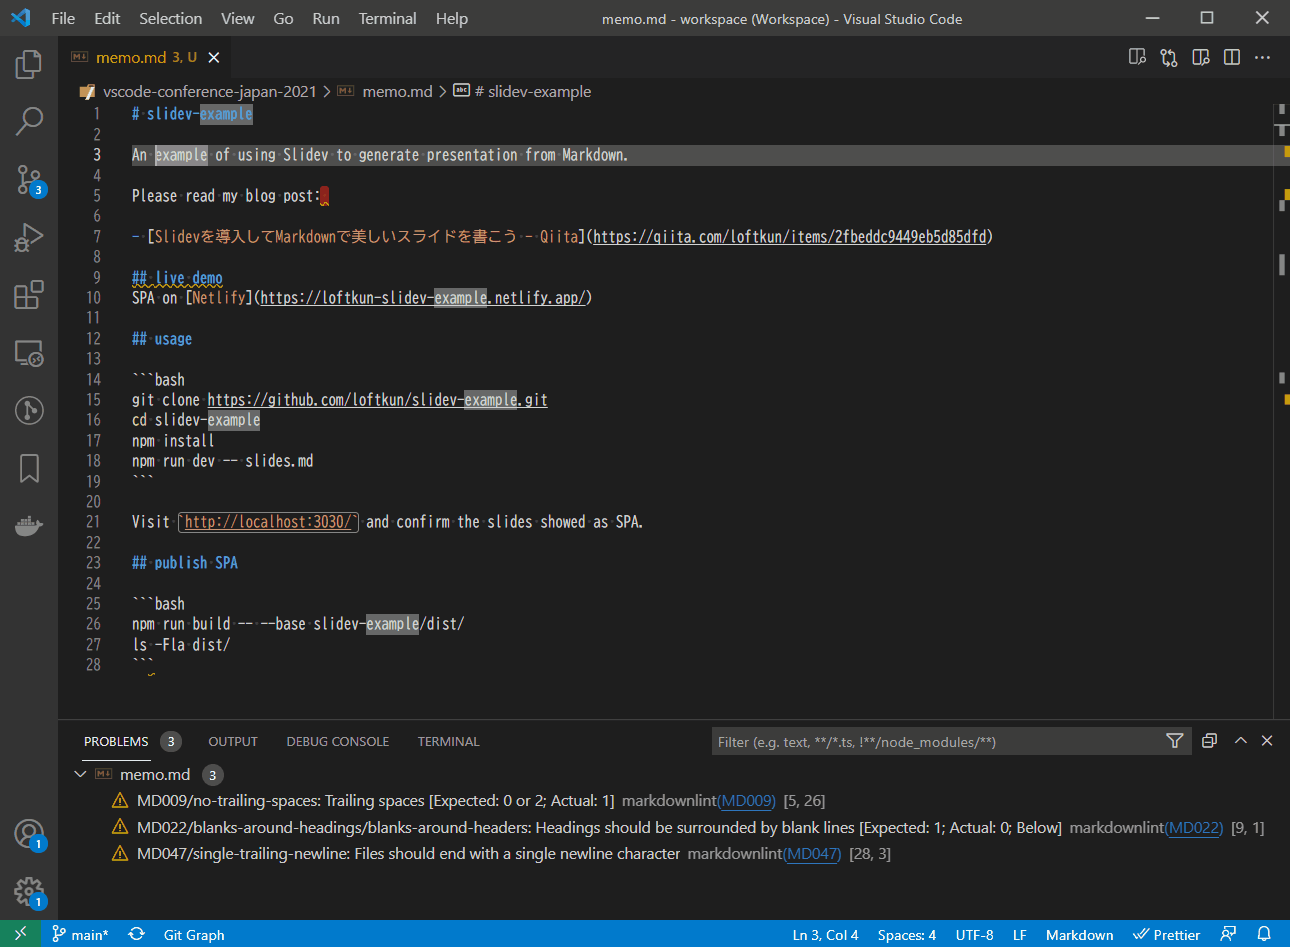 File Edit Selection View Go Run Terminal Help memo.md - workspace (Workspace) - Visual Studio Code
memo.md 3, U
vscode-conference-japan-2021 > memo.md > abc # slidev-example
1 # slidev-example
2
3 An example of using Slidev to generate presentation from Markdown.
4
5 Please read my blog post:
6
7 - [Slidevを導入してMarkdownで美しいスライドを書こう - Qiita](https://qiita.com/loftkun/items/2fbeddc9449eb5d85dfd)
8
9 ## live demo
10 SPA on [Netlify](https://loftkun-slidev-example.netlify.app/)
11
12 ## usage
13
14 ```bash
15 git clone https://github.com/loftkun/slidev-example.git
16 cd slidev-example
17 npm install
18 npm run dev -- slides.md
19 ```
20
21 Visit `http://localhost:3030/` and confirm the slides showed as SPA.
22
23 ## publish SPA
24
25 ```bash
26 npm run build -- --base slidev-example/dist/
27 ls -Fla dist/
28 ```
3
1
1
PROBLEMS 3 OUTPUT DEBUG CONSOLE TERMINAL Filter (e.g. text, **/*.ts, !**/node_modules/**)
memo.md 3
MD009/no-trailing-spaces: Trailing spaces [Expected: 0 or 2; Actual: 1] markdownlint(MD009) [5, 26]
MD022/blanks-around-headings/blanks-around-headers: Headings should be surrounded by blank lines [Expected: 1; Actual: 0; Below] markdownlint(MD022) [9, 1]
MD047/single-trailing-newline: Files should end with a single newline character markdownlint(MD047) [28, 3]
main* Git Graph Ln 3, Col 4 Spaces: 4 UTF-8 LF Markdown Prettier